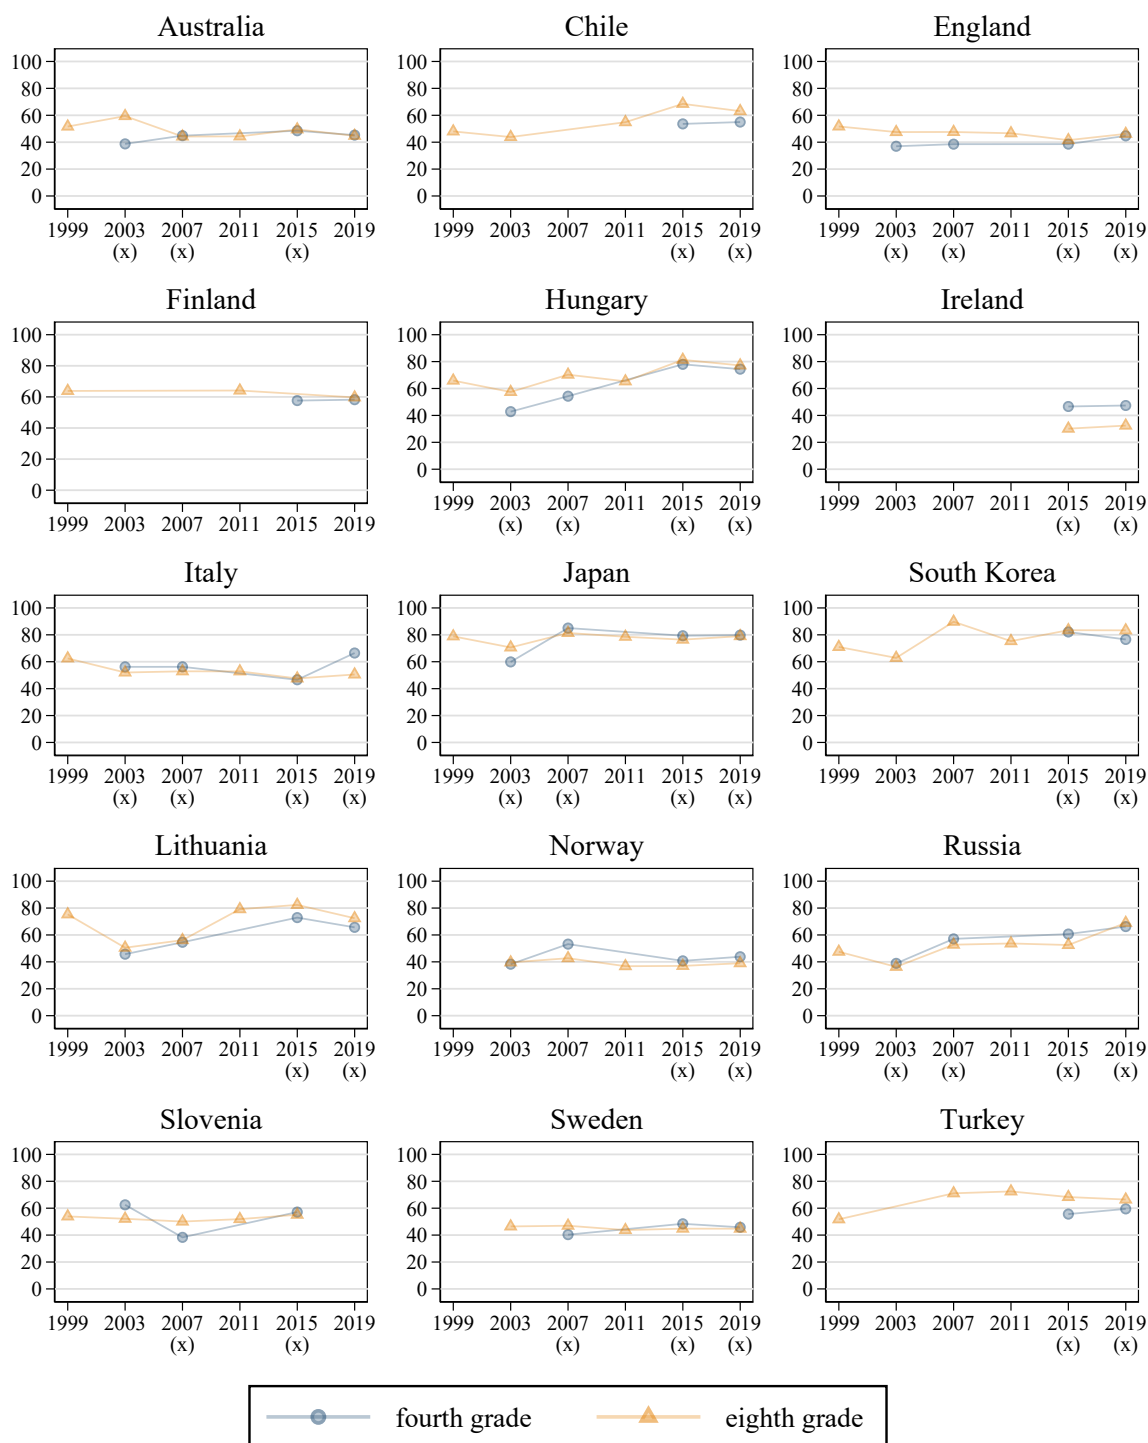 Australia Chile England
100 100 100
80 80 80
60 60 60
40 40 40
20 20 20
0 0 0
1999 2003 2007 2011 2015 2019 1999 2003 2007 2011 2015 2019 1999 2003 2007 2011 2015 2019
(x) (x) (x) (x) (x) (x) (x) (x) (x)
Finland Hungary Ireland
100 100 100
80 80 80
60 60 60
40 40 40
20 20 20
0 0 0
1999 2003 2007 2011 2015 2019 1999 2003 2007 2011 2015 2019 1999 2003 2007 2011 2015 2019
(x) (x) (x) (x) (x) (x)
Italy Japan South Korea
100 100 100
80 80 80
60 60 60
40 40 40
20 20 20
0 0 0
1999 2003 2007 2011 2015 2019 1999 2003 2007 2011 2015 2019 1999 2003 2007 2011 2015 2019
(x) (x) (x) (x) (x) (x) (x) (x) (x) (x)
Lithuania Norway Russia
100 100 100
80 80 80
60 60 60
40 40 40
20 20 20
0 0 0
1999 2003 2007 2011 2015 2019 1999 2003 2007 2011 2015 2019 1999 2003 2007 2011 2015 2019
(x) (x) (x) (x) (x) (x) (x) (x)
Slovenia Sweden Turkey
100 100 100
80 80 80
60 60 60
40 40 40
20 20 20
0 0 0
1999 2003 2007 2011 2015 2019 1999 2003 2007 2011 2015 2019 1999 2003 2007 2011 2015 2019
(x) (x) (x) (x) (x) (x) (x)
fourth grade eighth grade